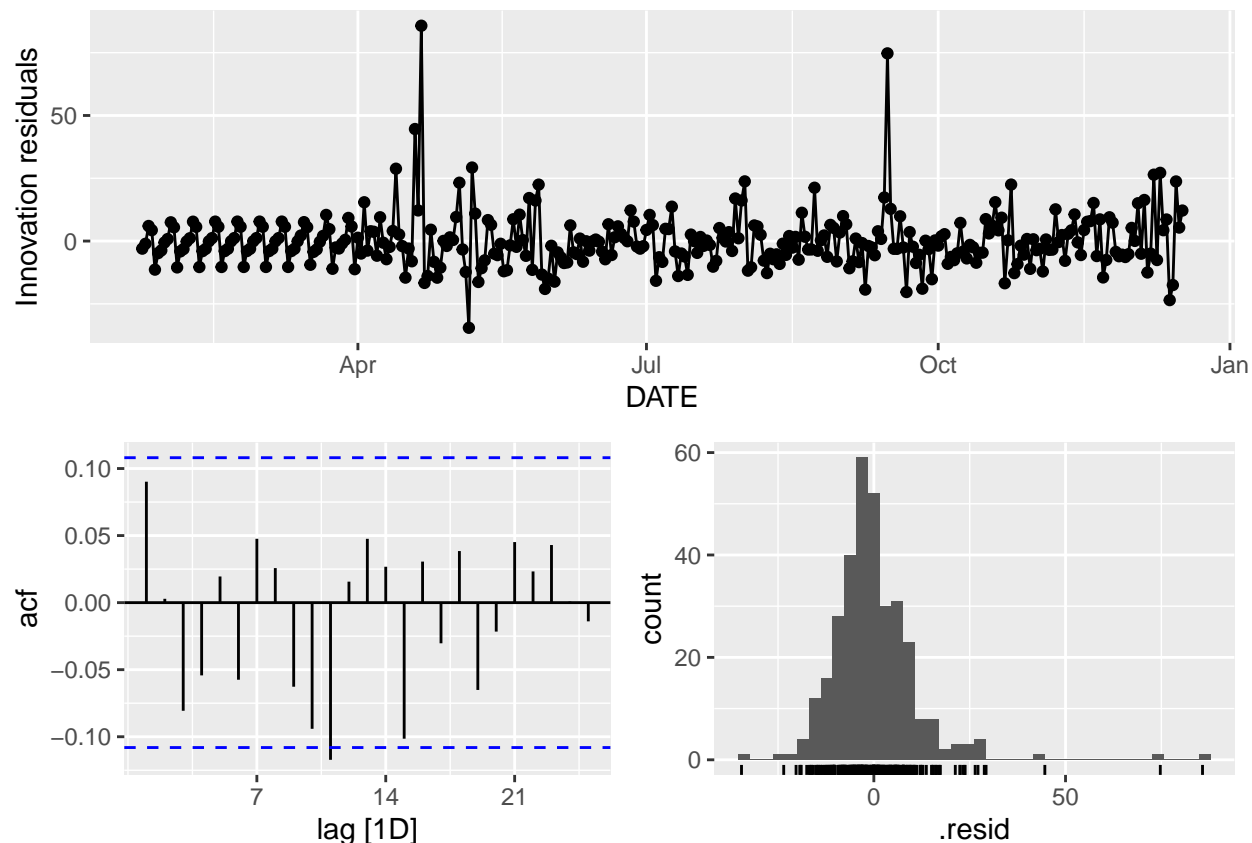 Innovation residuals
50
0
Apr
Jul
Oct
Jan
DATE
acf
0.10
0.05
0.00
−0.05
−0.10
7
14
21
lag [1D]
count
60
40
20
0
0
50
.resid